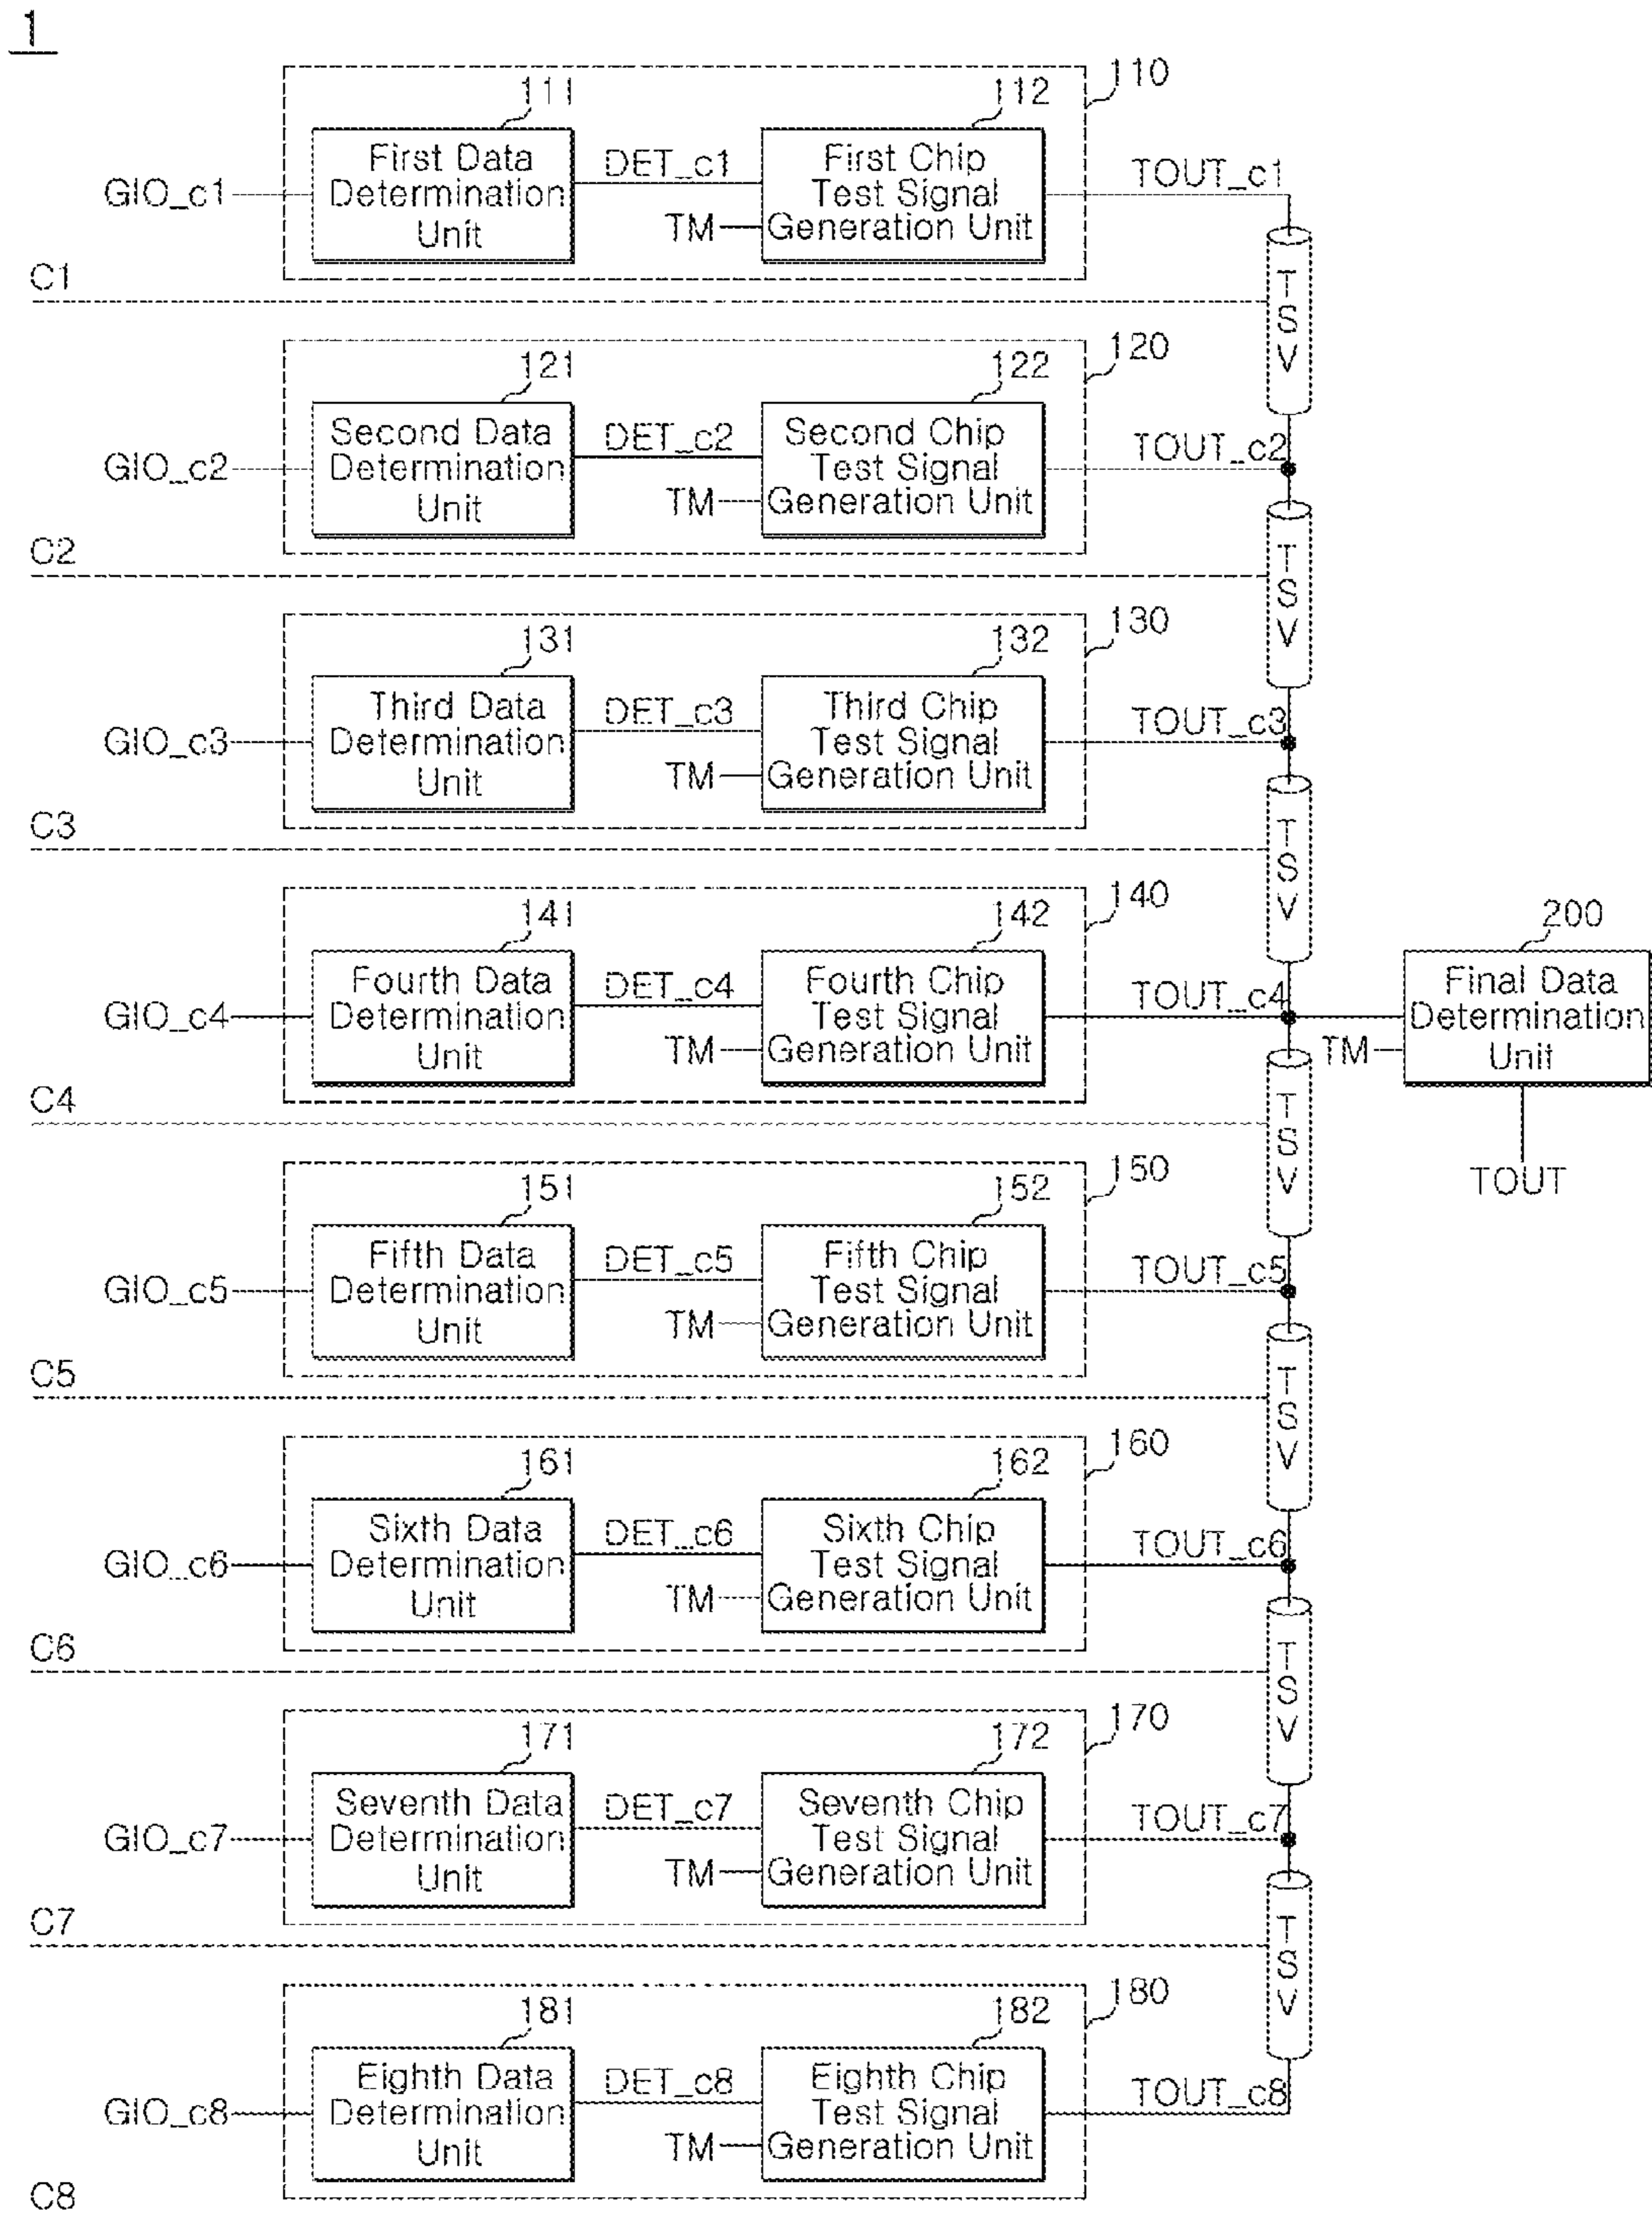 1
110
111
112
First Data
Determination
Unit
DET_c1
First Chip
Test Signal
Generation Unit
TM
GIO_c1
TOUT_c1
C1
TSV
120
121
122
Second Data
Determination
Unit
DET_c2
Second Chip
Test Signal
Generation Unit
TM
GIO_c2
TOUT_c2
C2
TSV
130
131
132
Third Data
Determination
Unit
DET_c3
Third Chip
Test Signal
Generation Unit
TM
GIO_c3
TOUT_c3
C3
TSV
140
141
142
Fourth Data
Determination
Unit
DET_c4
Fourth Chip
Test Signal
Generation Unit
TM
GIO_c4
TOUT_c4
200
Final Data
Determination
Unit
TM
TOUT
C4
TSV
150
151
152
Fifth Data
Determination
Unit
DET_c5
Fifth Chip
Test Signal
Generation Unit
TM
GIO_c5
TOUT_c5
C5
TSV
160
161
162
Sixth Data
Determination
Unit
DET_c6
Sixth Chip
Test Signal
Generation Unit
TM
GIO_c6
TOUT_c6
C6
TSV
170
171
172
Seventh Data
Determination
Unit
DET_c7
Seventh Chip
Test Signal
Generation Unit
TM
GIO_c7
TOUT_c7
C7
TSV
180
181
182
Eighth Data
Determination
Unit
DET_c8
Eighth Chip
Test Signal
Generation Unit
TM
GIO_c8
TOUT_c8
C8